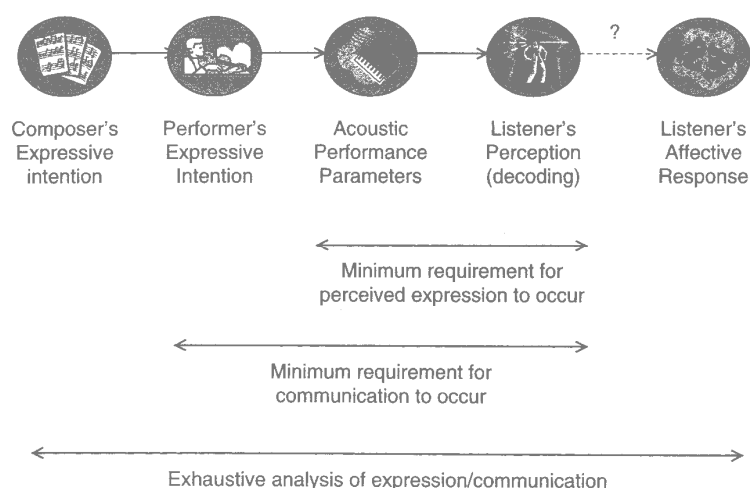 ?
Composer's
Expressive
intention
Performer's
Expressive
Intention
Acoustic
Performance
Parameters
Listener's
Perception
(decoding)
Listener's
Affective
Response
Minimum requirement for
perceived expression to occur
Minimum requirement for
communication to occur
Exhaustive analysis of expression/communication